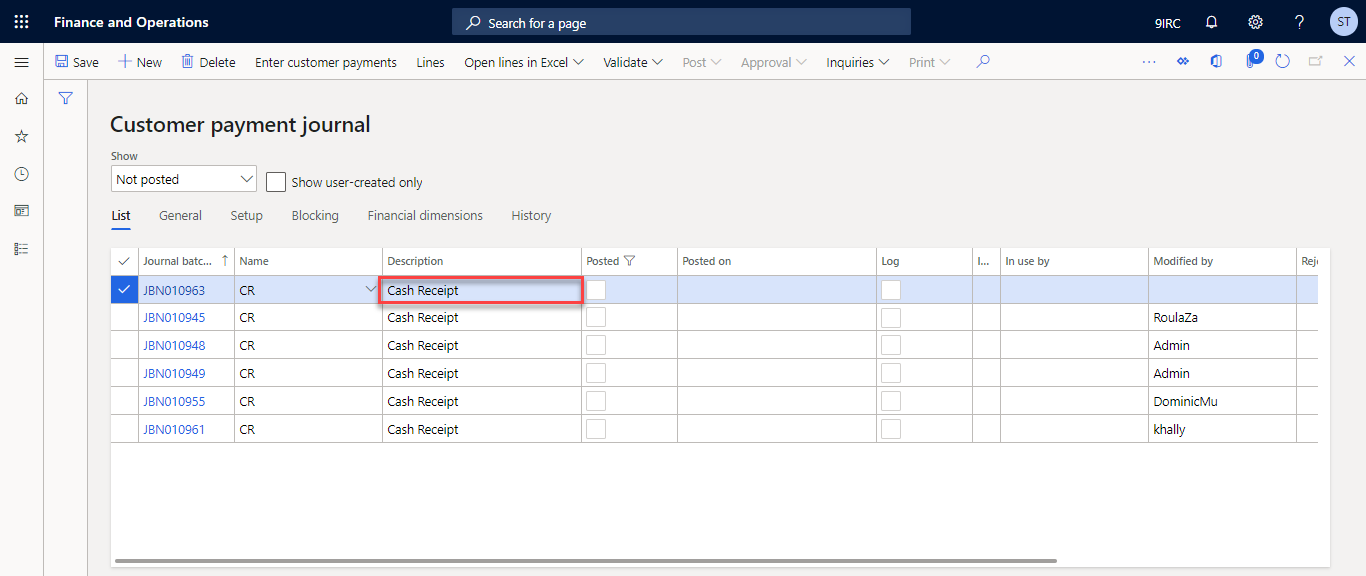 Finance and Operations Search for a page 9IRC ST
Save New Delete Enter customer payments Lines Open lines in Excel Validate Post Approval Inquiries Print ... 0
Customer payment journal
Show
Not posted Show user-created only
List General Setup Blocking Financial dimensions History
Journal batc... Name Description Posted Posted on Log I... In use by Modified by Reje
JBN010963 CR Cash Receipt
JBN010945 CR Cash Receipt RoulaZa
JBN010948 CR Cash Receipt Admin
JBN010949 CR Cash Receipt Admin
JBN010955 CR Cash Receipt DominicMu
JBN010961 CR Cash Receipt khally